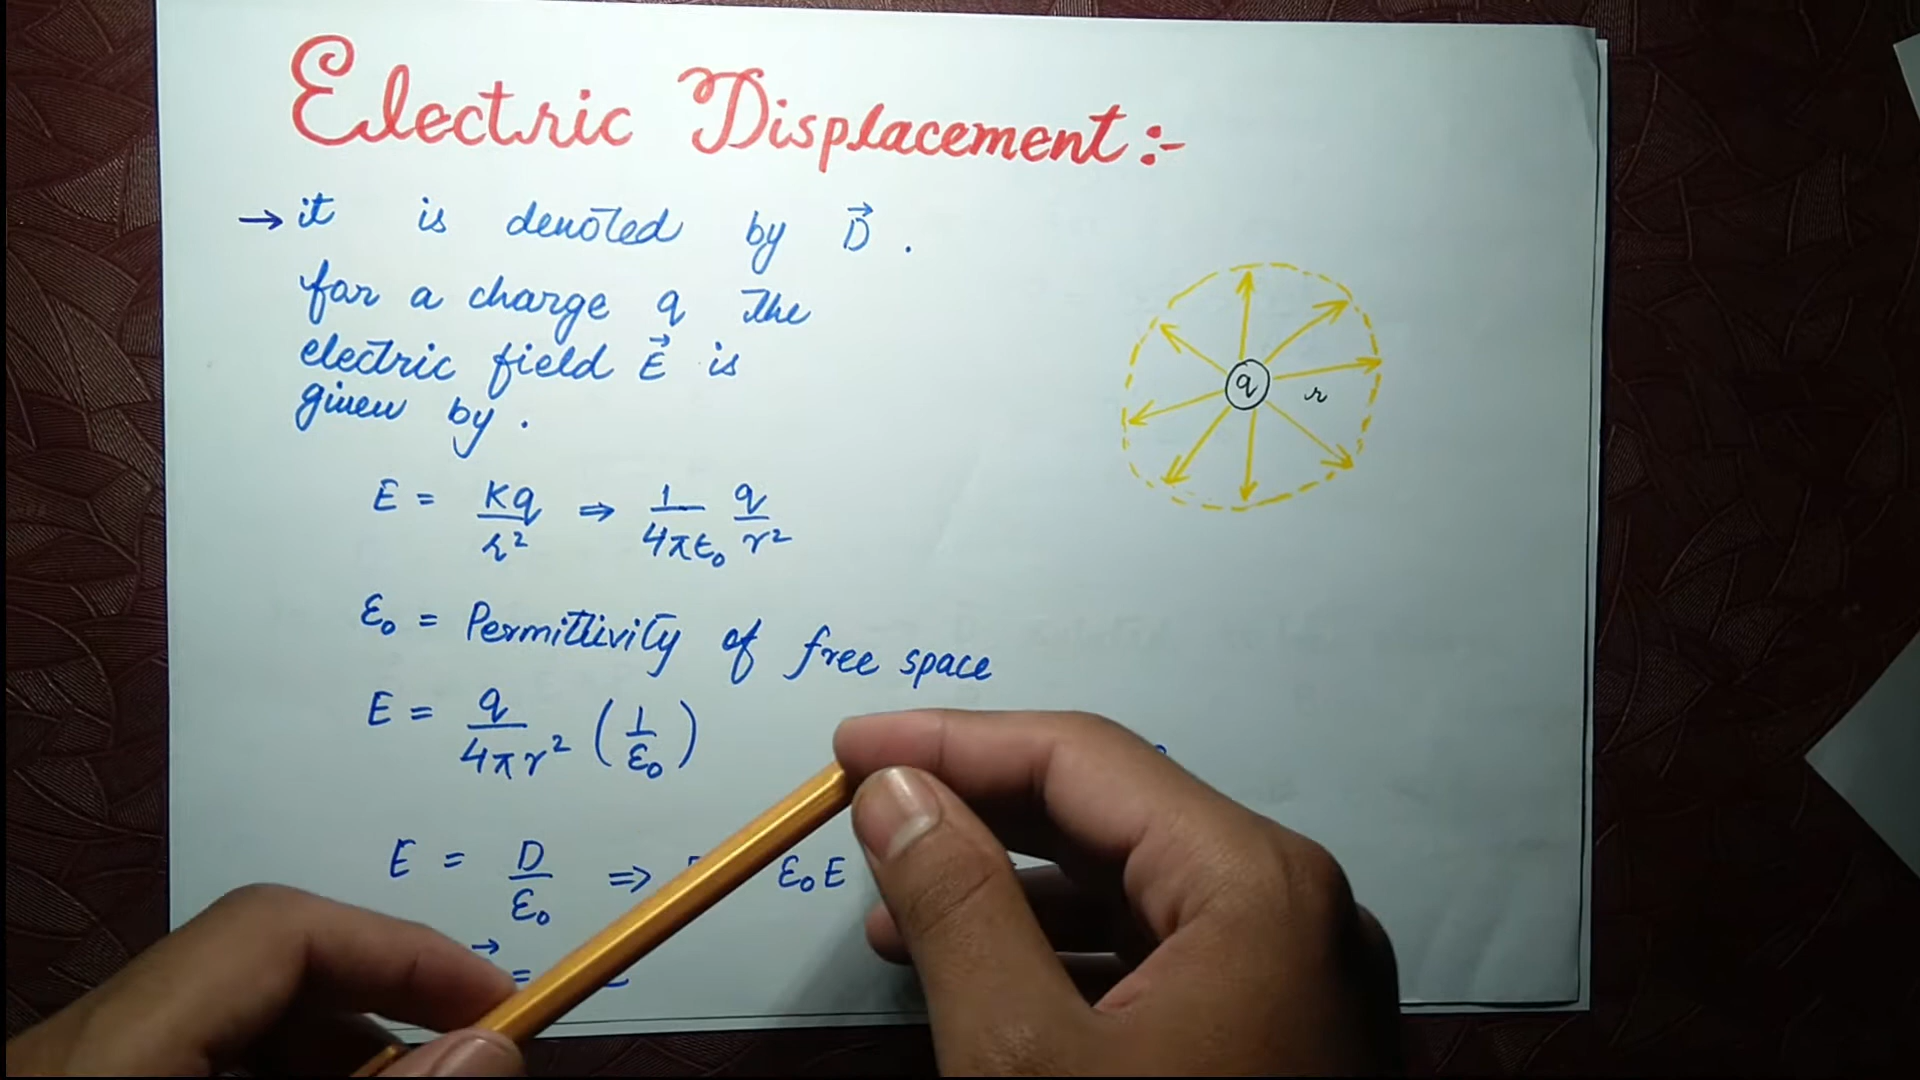 Electric Displacement:-
→ it is denoted by D⃗ .
for a charge q the
electric field E⃗ is
given by .
E = Kq/r² ⇒ 1/4πε₀ q/r²
ε₀ = Permittivity of free space
E = q/4πr² (1/ε₀)
E = D/ε₀ ⇒ ε₀E
=
q
r